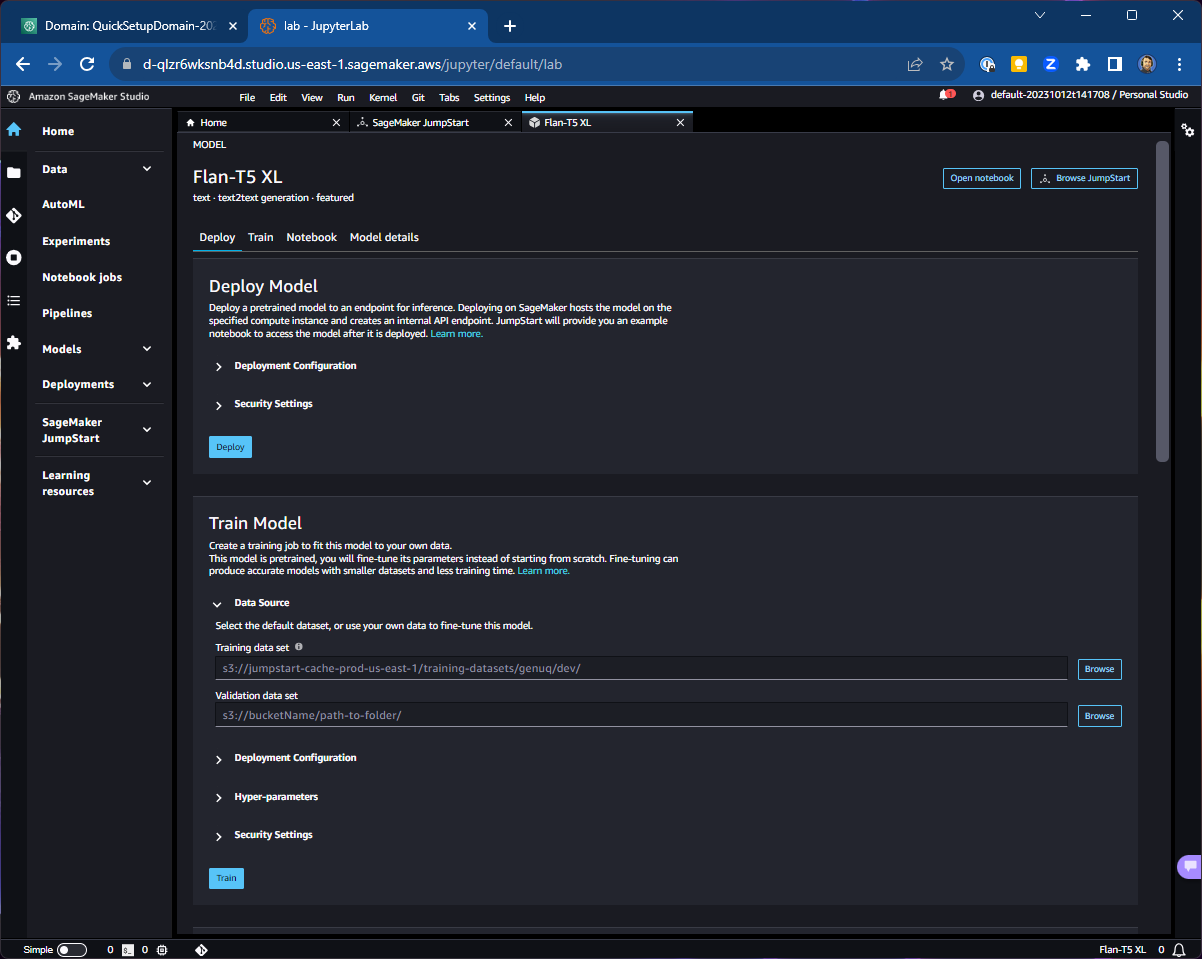 Domain: QuickSetupDomain-202
lab - JupyterLab
d-qlzr6wksnb4d.studio.us-east-1.sagemaker.aws/jupyter/default/lab
Amazon SageMaker Studio
File Edit View Run Kernel Git Tabs Settings Help
1
default-20231012t141708 / Personal Studio
Home
Data
AutoML
Experiments
Notebook jobs
Pipelines
Models
Deployments
SageMaker
JumpStart
Learning
resources
Home
SageMaker JumpStart
Flan-T5 XL
MODEL
Flan-T5 XL
text · text2text generation · featured
Open notebook
Browse JumpStart
Deploy Train Notebook Model details
Deploy Model
Deploy a pretrained model to an endpoint for inference. Deploying on SageMaker hosts the model on the
specified compute instance and creates an internal API endpoint. JumpStart will provide you an example
notebook to access the model after it is deployed. Learn more.
Deployment Configuration
Security Settings
Deploy
Train Model
Create a training job to fit this model to your own data.
This model is pretrained, you will fine-tune its parameters instead of starting from scratch. Fine-tuning can
produce accurate models with smaller datasets and less training time. Learn more.
Data Source
Select the default dataset, or use your own data to fine-tune this model.
Training data set
s3://jumpstart-cache-prod-us-east-1/training-datasets/genuq/dev/
Browse
Validation data set
s3://bucketName/path-to-folder/
Browse
Deployment Configuration
Hyper-parameters
Security Settings
Train
Simple 0 0
Flan-T5 XL 0